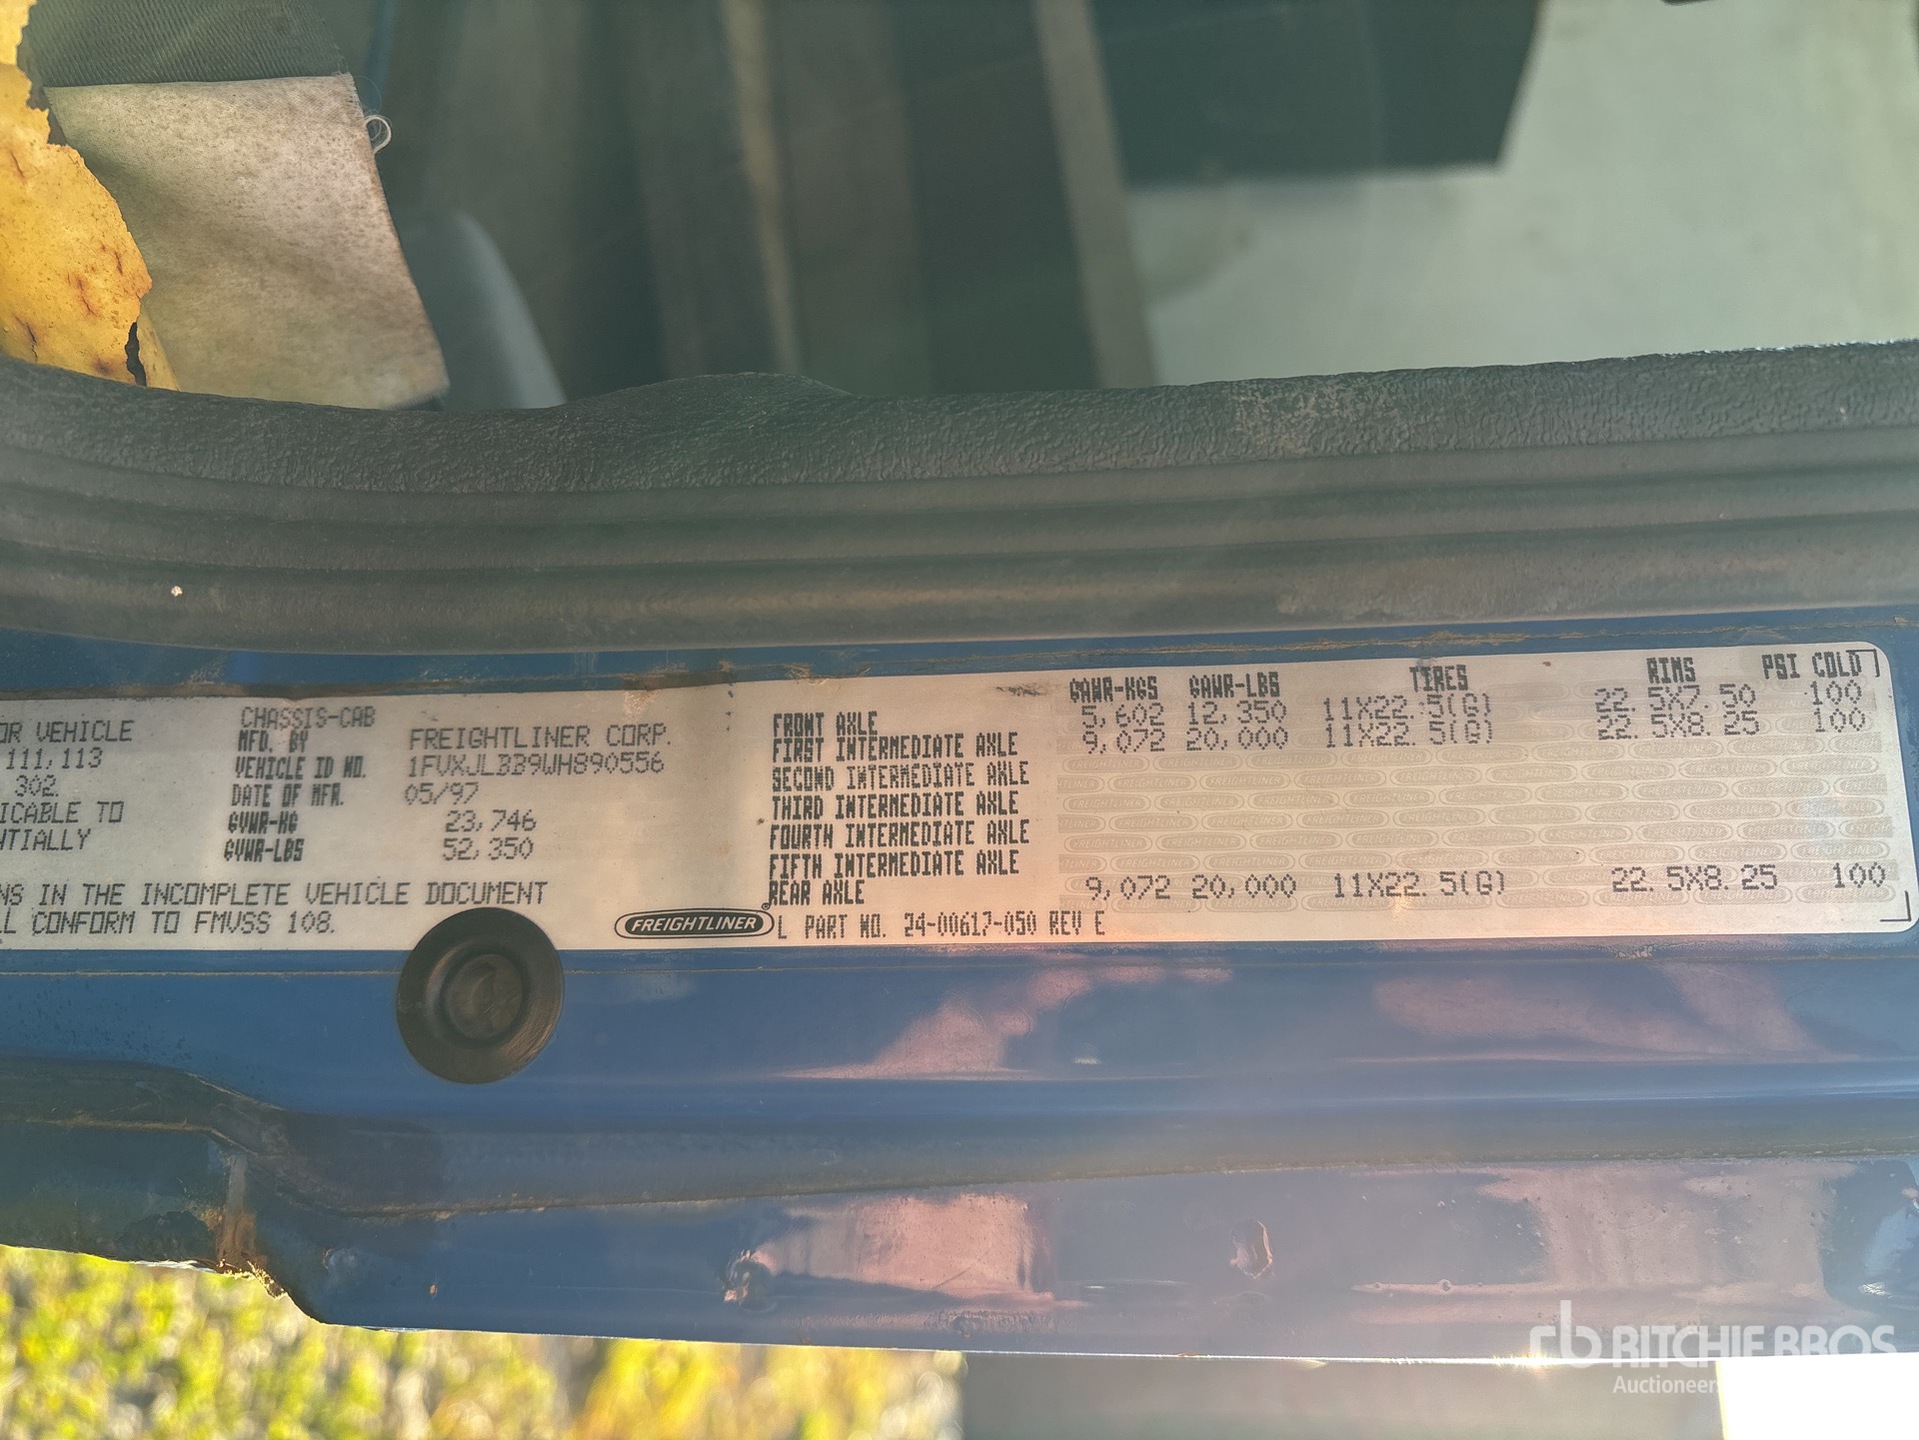 OR VEHICLE
111, 113
302.
ICABLE TO
NTIALLY
NS IN THE INCOMPLETE VEHICLE DOCUMENT
LL CONFORM TO FMVSS 108.
CHASSIS-CAB
MFD. BY FREIGHTLINER CORP.
VEHICLE ID NO. 1FVXJLBB9WH890556
DATE OF MFR. 05/97
GVWR-KG 23,746
GVWR-LBS 52,350
FREIGHTLINER
GAWR-KGS GAWR-LBS TIRES RIMS PSI COLD
FRONT AXLE 5,602 12,350 11X22.5(G) 22.5X7.50 100
FIRST INTERMEDIATE AXLE 9,072 20,000 11X22.5(G) 22.5X8.25 100
SECOND INTERMEDIATE AXLE
THIRD INTERMEDIATE AXLE
FOURTH INTERMEDIATE AXLE
FIFTH INTERMEDIATE AXLE
REAR AXLE 9,072 20,000 11X22.5(G) 22.5X8.25 100
L PART NO. 24-00617-050 REV E
rb RITCHIE BROS
Auctioneers